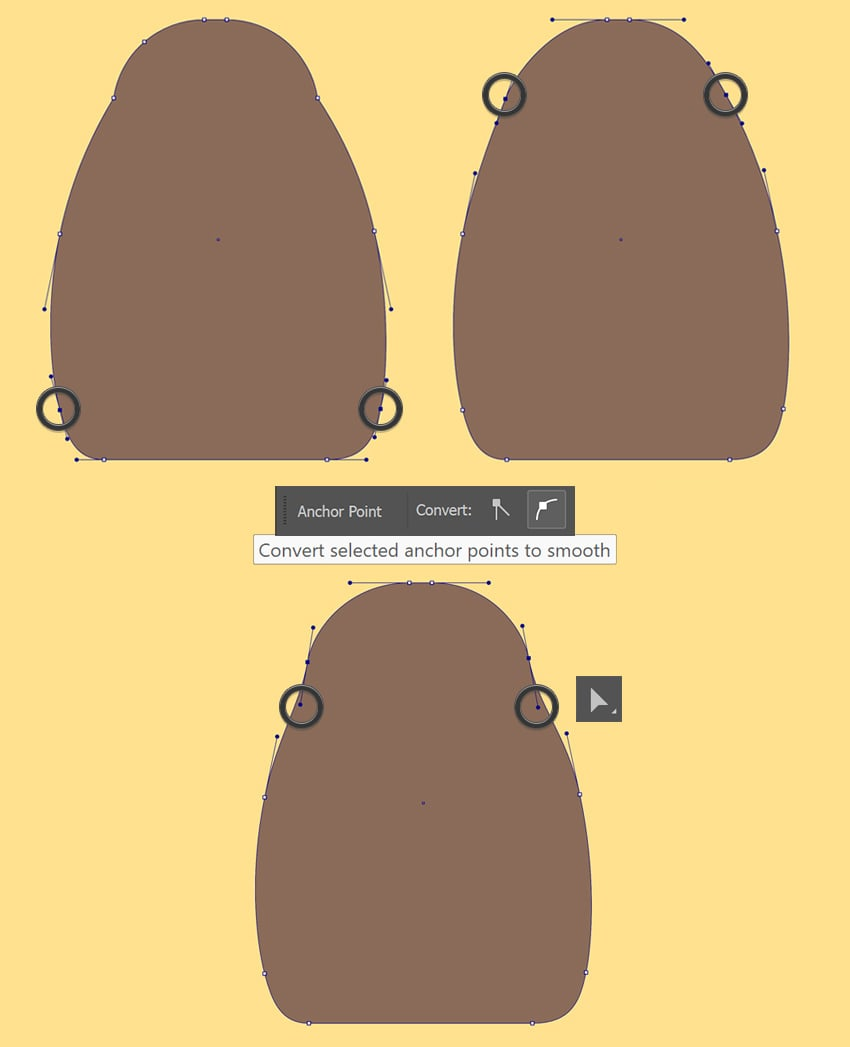 Anchor Point Convert:
Convert selected anchor points to smooth